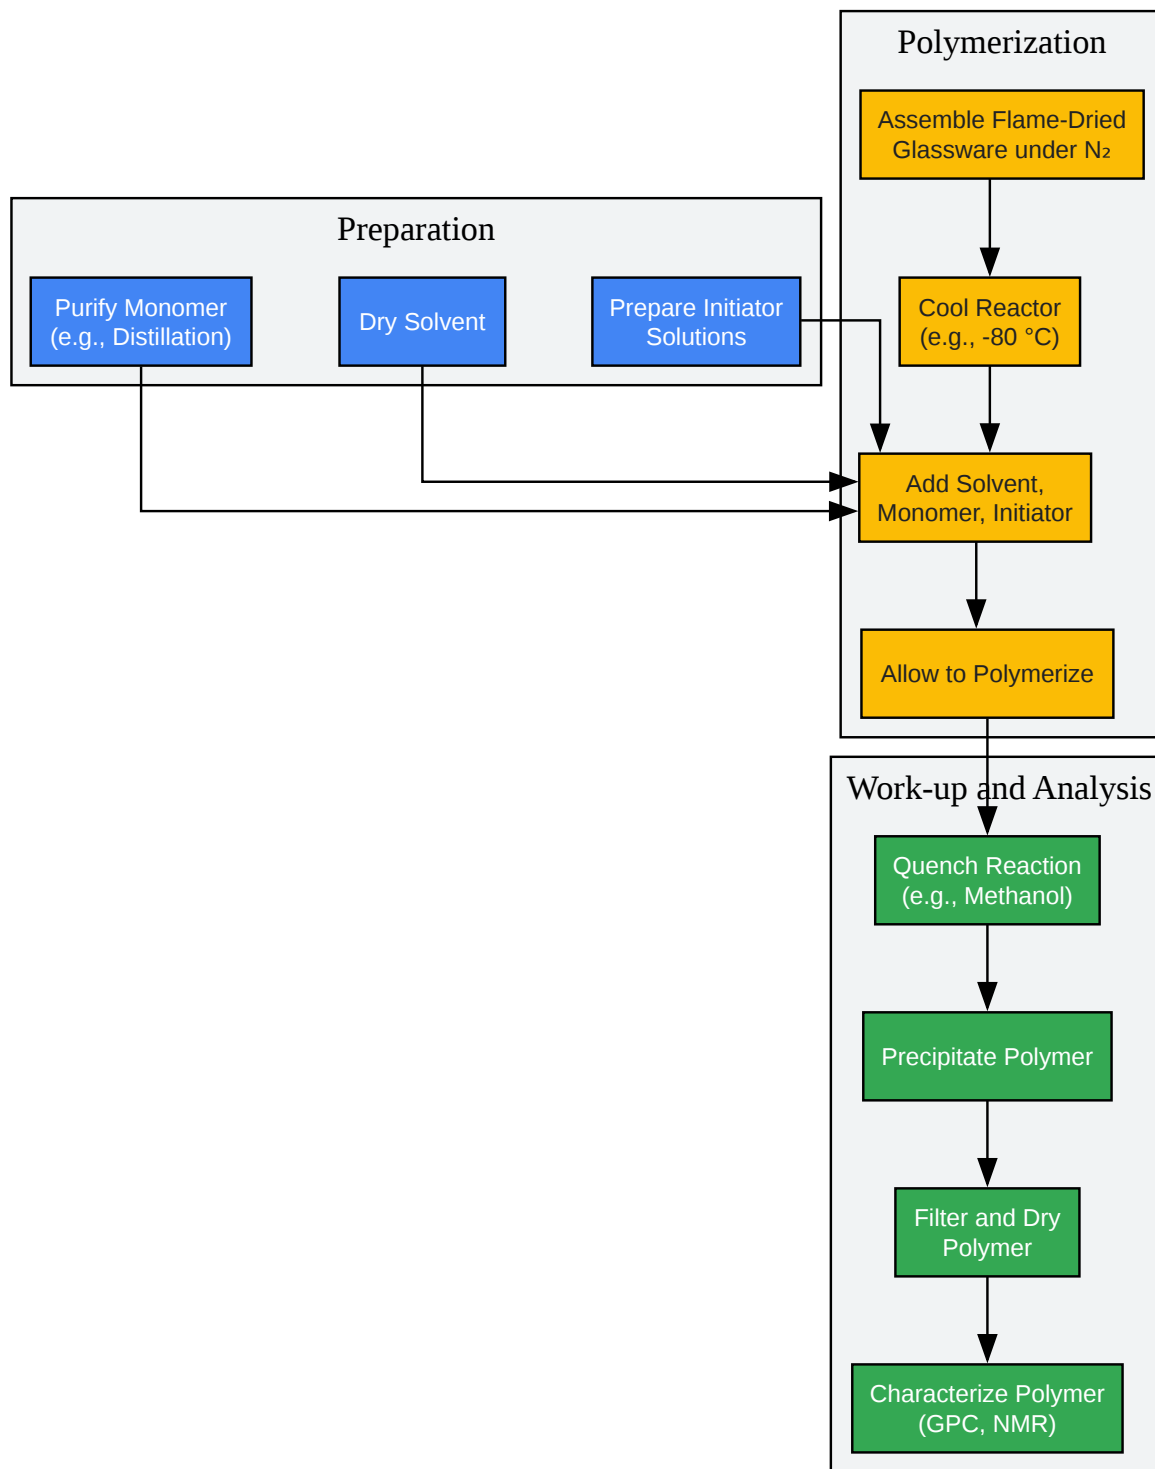 Polymerization
Assemble Flame-Dried
Glassware under N₂
Preparation
Purify Monomer
(e.g., Distillation)
Dry Solvent
Prepare Initiator
Solutions
Cool Reactor
(e.g., -80 °C)
Add Solvent,
Monomer, Initiator
Allow to Polymerize
Work-up and Analysis
Quench Reaction
(e.g., Methanol)
Precipitate Polymer
Filter and Dry
Polymer
Characterize Polymer
(GPC, NMR)